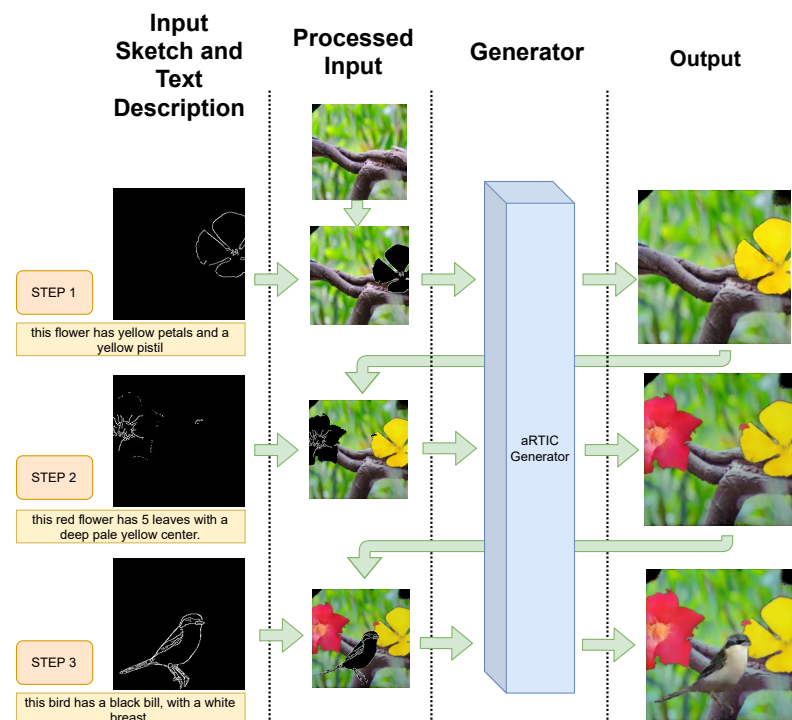 Input
Sketch and
Text
Description
Processed
Input
Generator
Output
STEP 1
this flower has yellow petals and a
yellow pistil
aRTIC
Generator
STEP 2
this red flower has 5 leaves with a
deep pale yellow center.
STEP 3
this bird has a black bill, with a white
breast